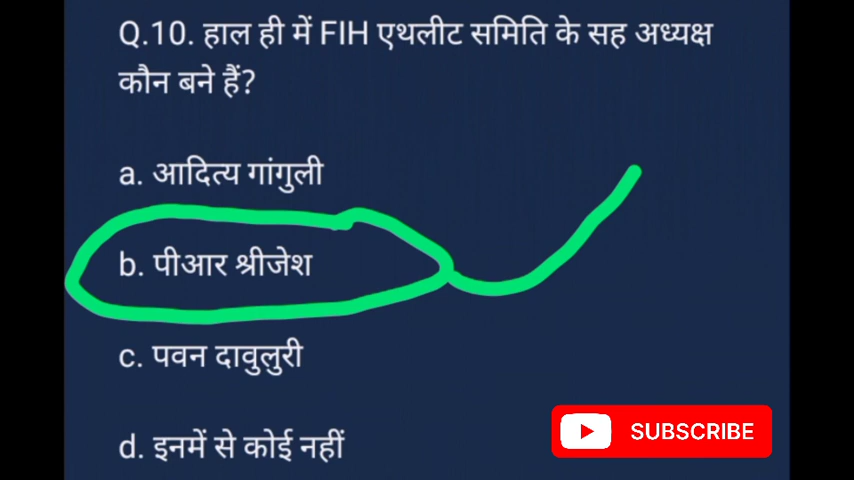 Q.10. हाल ही में FIH एथलीट समिति के सह अध्यक्ष
कौन बने हैं?
a. आदित्य गांगुली
b. पीआर श्रीजेश
c. पवन दावुलुरी
d. इनमें से कोई नहीं
SUBSCRIBE